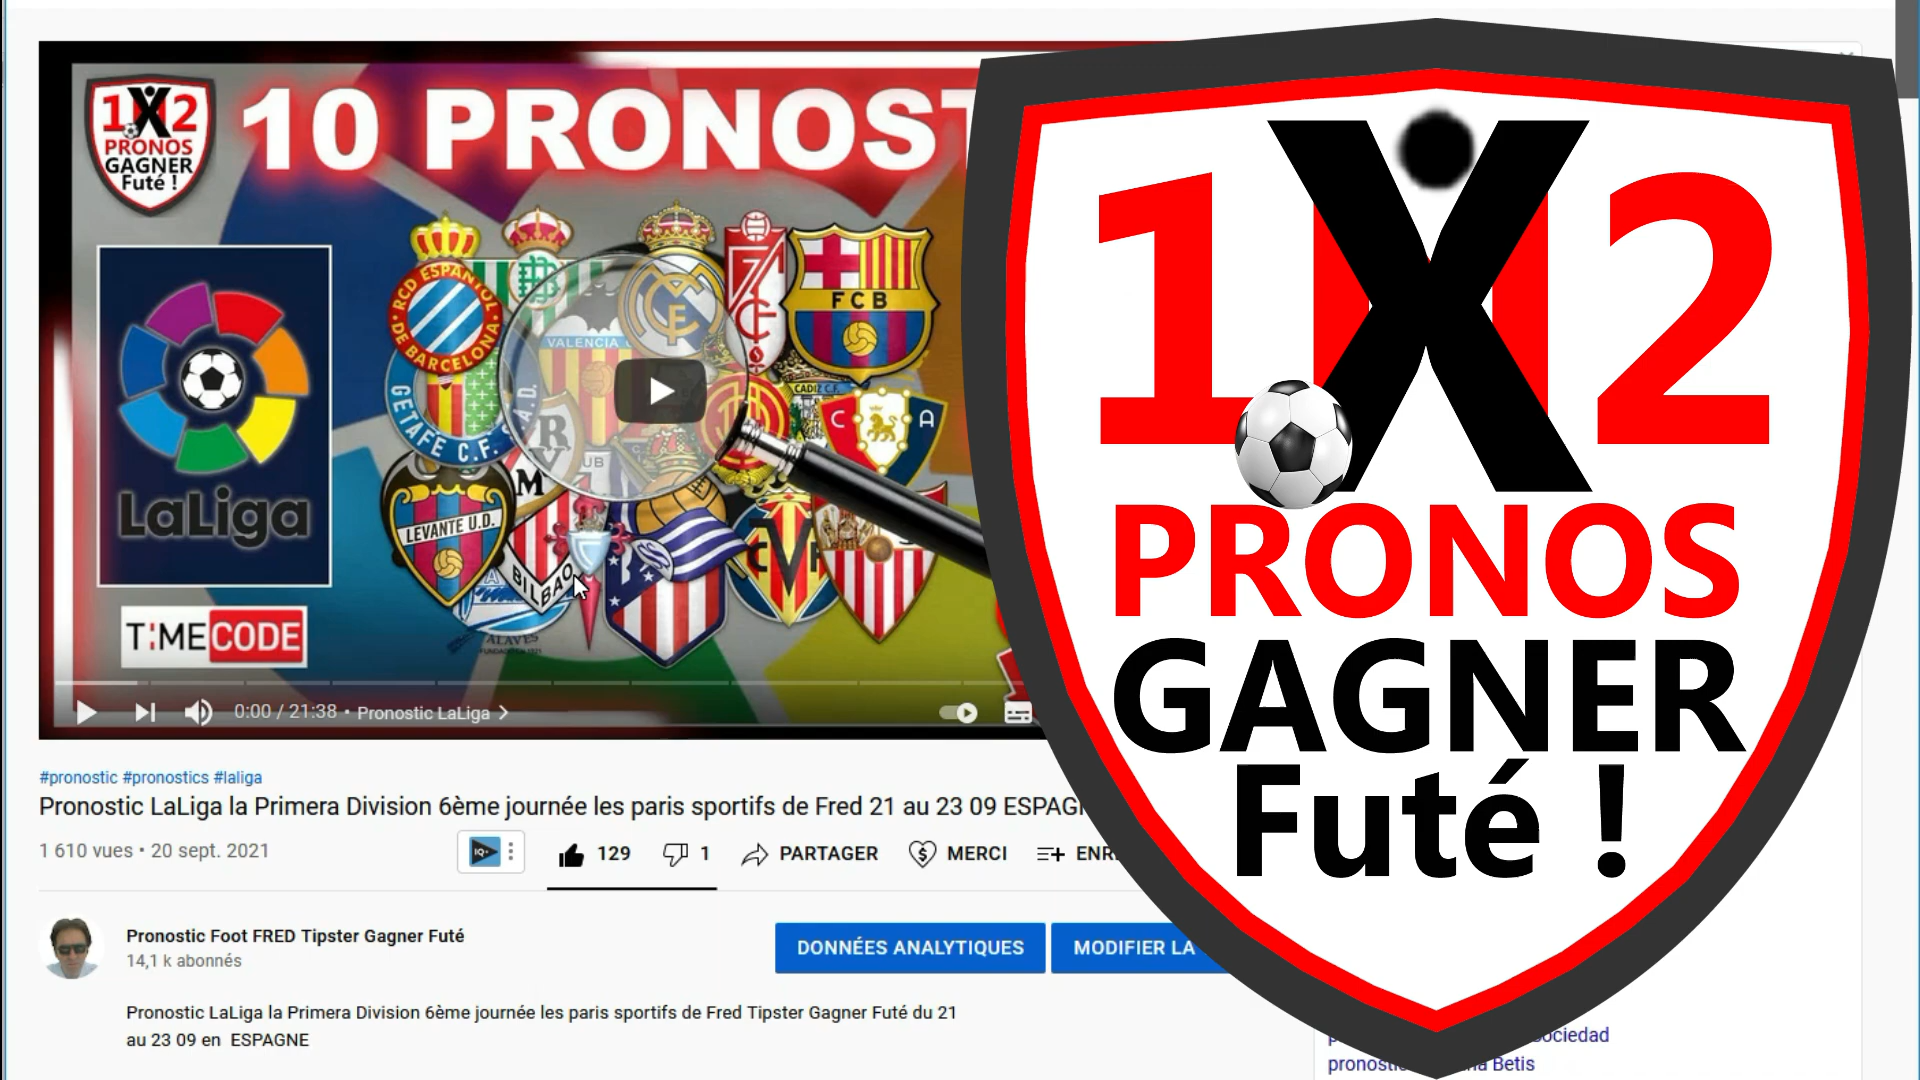 1X2
PRONOS
GAGNER
Futé !
10 PRONOST
RCD ESPANYOL
DE BARCELONA
VALENCIA
FCB
CADIZ C.F.
GETAFE C.F.
C A
R
V
M
LEVANTE U.D.
BILBAO
ALAVES
LaLiga
T:MECODE
0:00 / 21:38 • Pronostic LaLiga
#pronostic #pronostics #laliga
Pronostic LaLiga la Primera Division 6ème journée les paris sportifs de Fred 21 au 23 09
1 610 vues • 20 sept. 2021
IQ
129
1
PARTAGER
MERCI
Pronostic Foot FRED Tipster Gagner Futé
14,1 k abonnés
DONNÉES ANALYTIQUES
MODIFIER LA
Pronostic LaLiga la Primera Division 6ème journée les paris sportifs de Fred Tipster Gagner Futé du 21
au 23 09 en ESPAGNE
1X2
PRONOS
GAGNER
Futé !
Betis